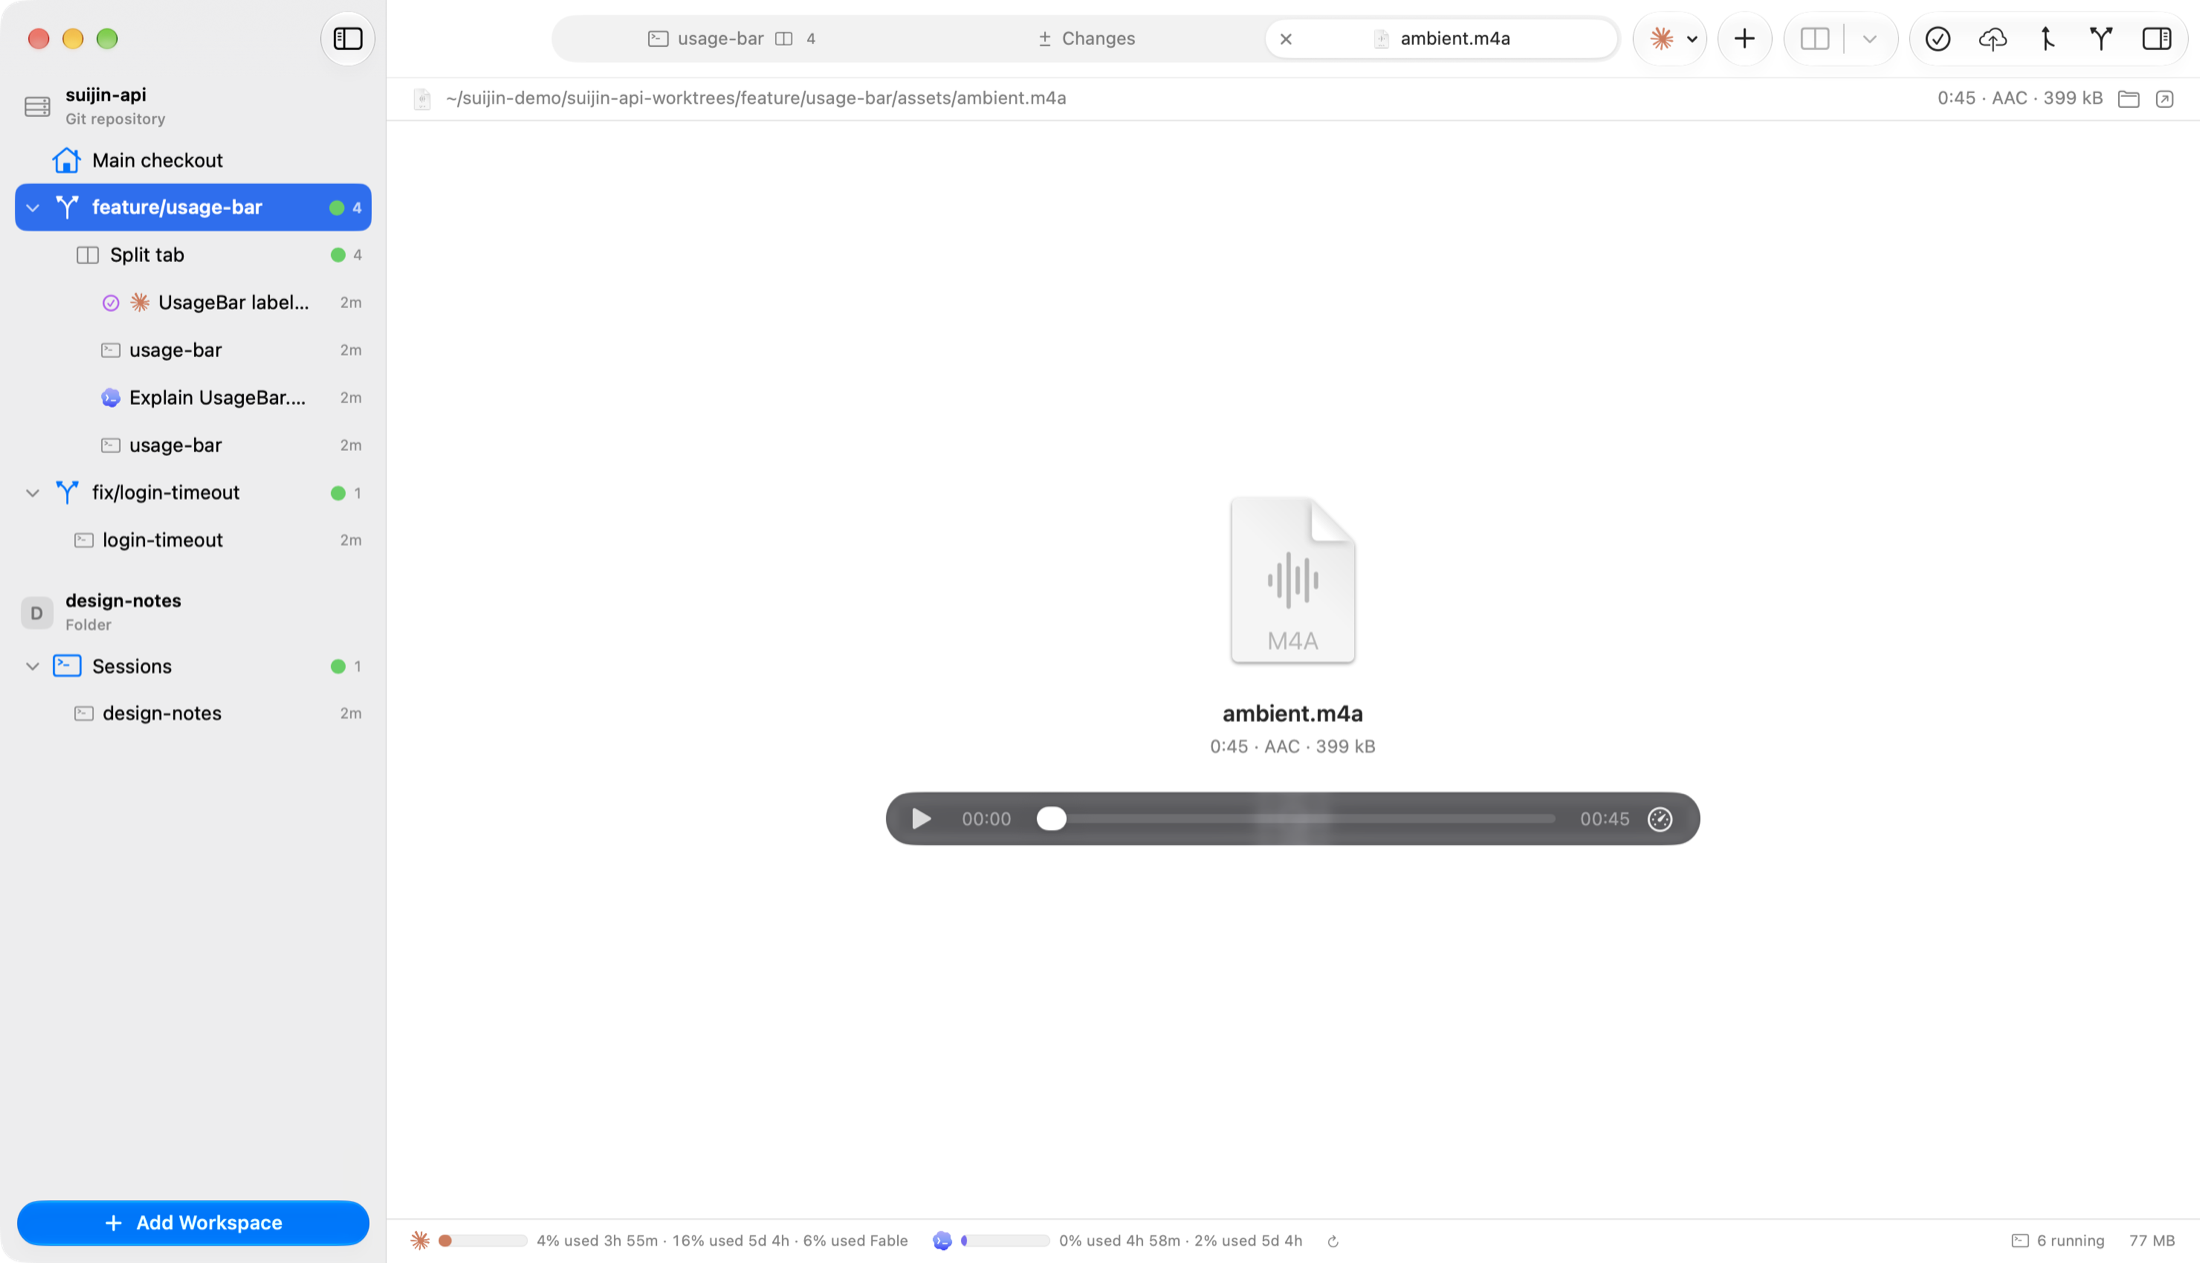 usage-bar 4
Changes
ambient.m4a
suijin-api
Git repository
Main checkout
feature/usage-bar 4
Split tab 4
UsageBar label... 2m
usage-bar 2m
Explain UsageBar.... 2m
usage-bar 2m
fix/login-timeout 1
login-timeout 2m
D
design-notes
Folder
Sessions 1
design-notes 2m
Add Workspace
~/suijin-demo/suijin-api-worktrees/feature/usage-bar/assets/ambient.m4a
0:45 · AAC · 399 kB
M4A
ambient.m4a
0:45 · AAC · 399 kB
00:00
00:45
4% used 3h 55m · 16% used 5d 4h · 6% used Fable
0% used 4h 58m · 2% used 5d 4h
6 running
77 MB